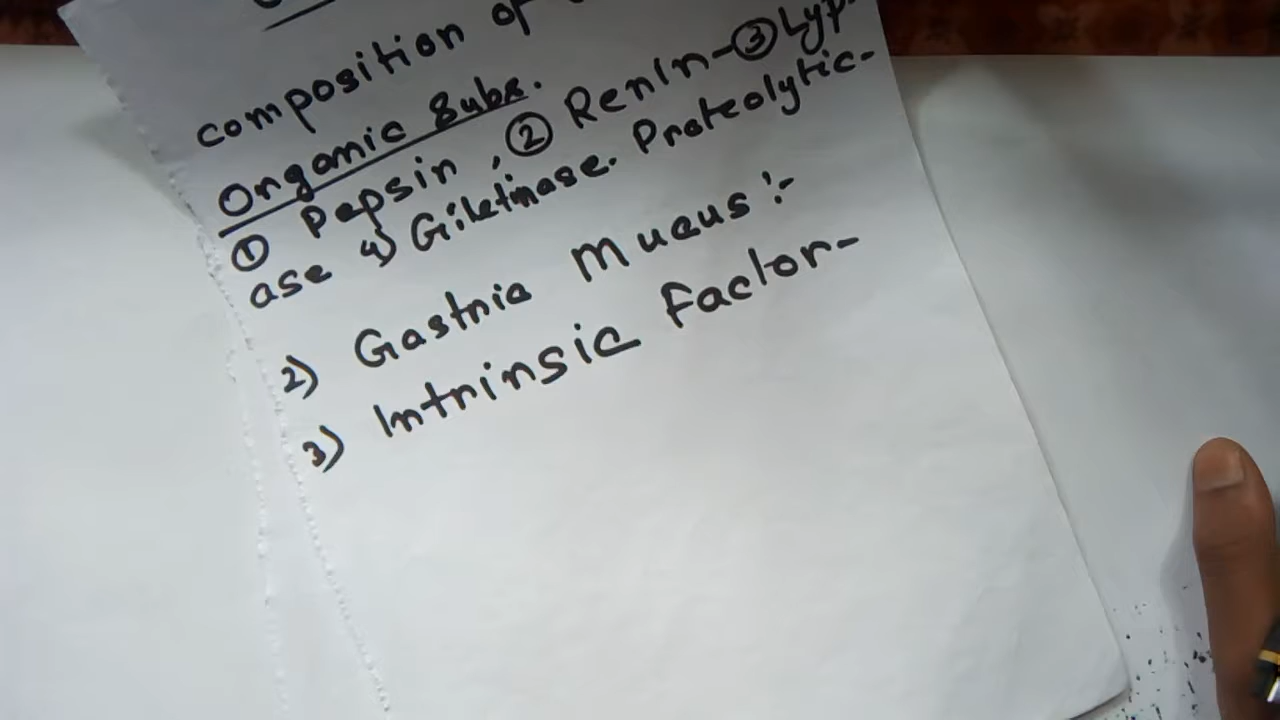 composition of
Organic Subs.
① Pepsin, ② Renin-③ Lyp-
ase 4) Giletinase. Proteolytic-
2) Gastric Mucus :-
3) Intrinsic Factor-